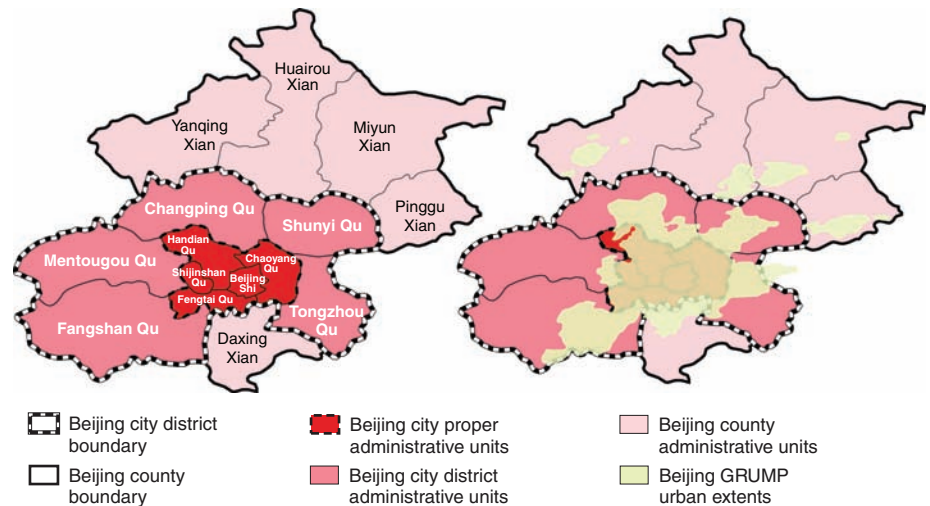 Huairou
Xian
Yanqing
Xian
Miyun
Xian
Pinggu
Xian
Changping Qu
Shunyi Qu
Handian
Qu
Chaoyang
Qu
Mentougou Qu
Shijinshan
Qu
Beijing
Shi
Fengtai Qu
Tongzhou
Qu
Fangshan Qu
Daxing
Xian
Beijing city district
boundary
Beijing county
boundary
Beijing city proper
administrative units
Beijing city district
administrative units
Beijing county
administrative units
Beijing GRUMP
urban extents